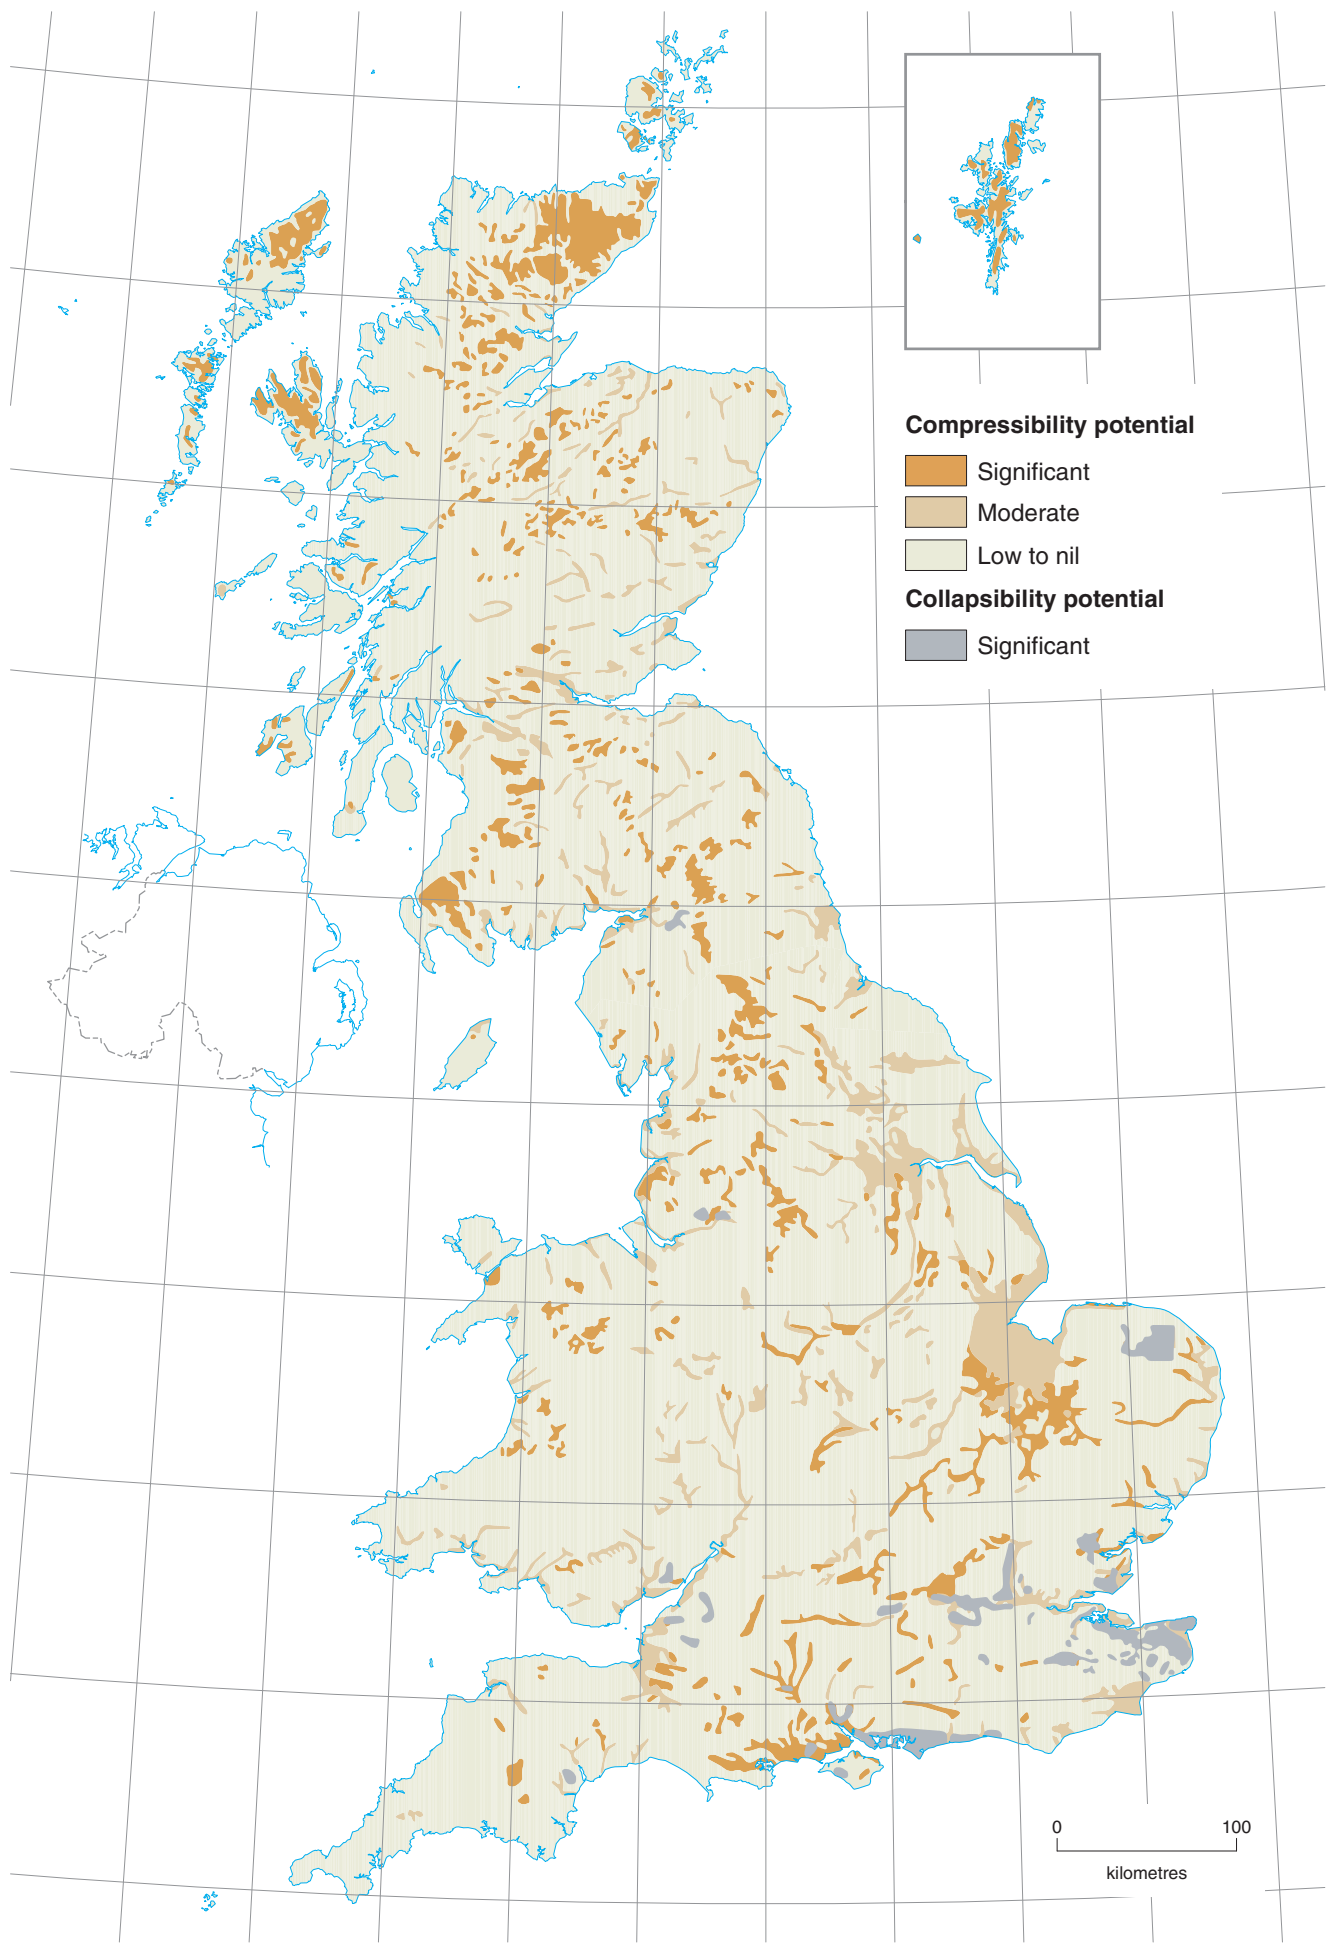 Compressibility potential
Significant
Moderate
Low to nil
Collapsibility potential
Significant
0 100
kilometres